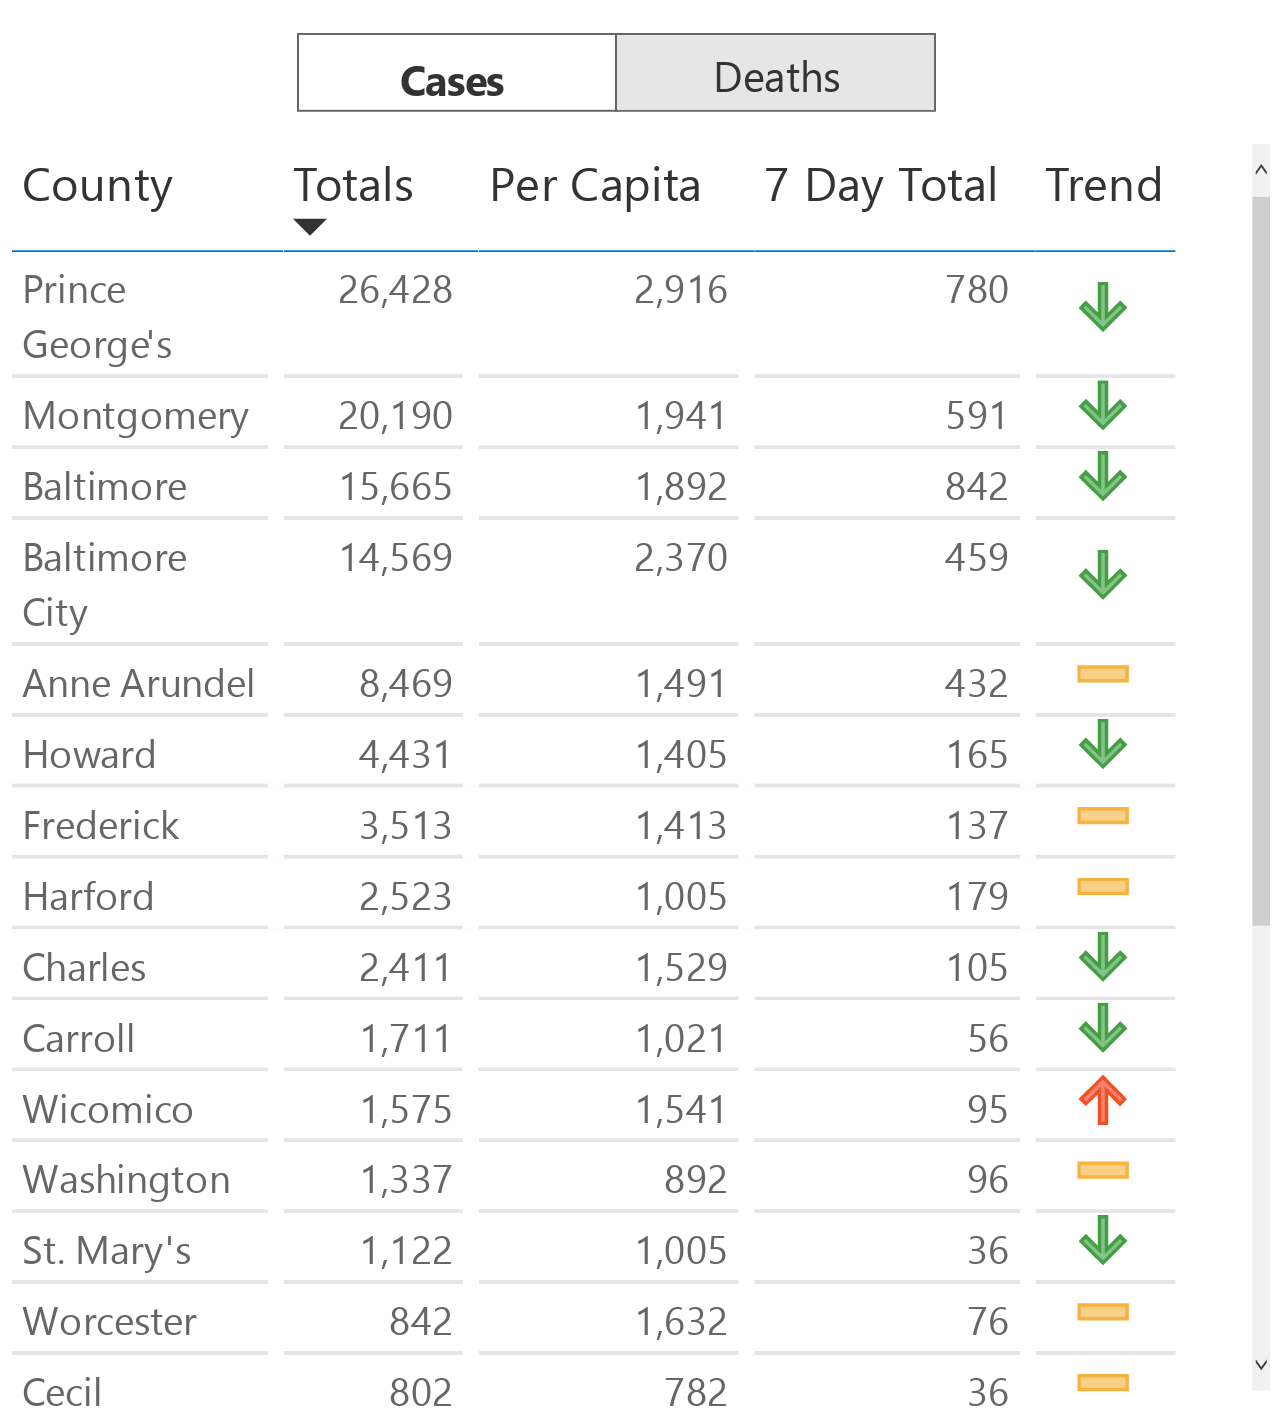 Cases Deaths
County Totals Per Capita 7 Day Total Trend
Prince 26,428 2,916 780
George's
Montgomery 20,190 1,941 591
Baltimore 15,665 1,892 842
Baltimore 14,569 2,370 459
City
Anne Arundel 8,469 1,491 432
Howard 4,431 1,405 165
Frederick 3,513 1,413 137
Harford 2,523 1,005 179
Charles 2,411 1,529 105
Carroll 1,711 1,021 56
Wicomico 1,575 1,541 95
Washington 1,337 892 96
St. Mary's 1,122 1,005 36
Worcester 842 1,632 76
Cecil 802 782 36